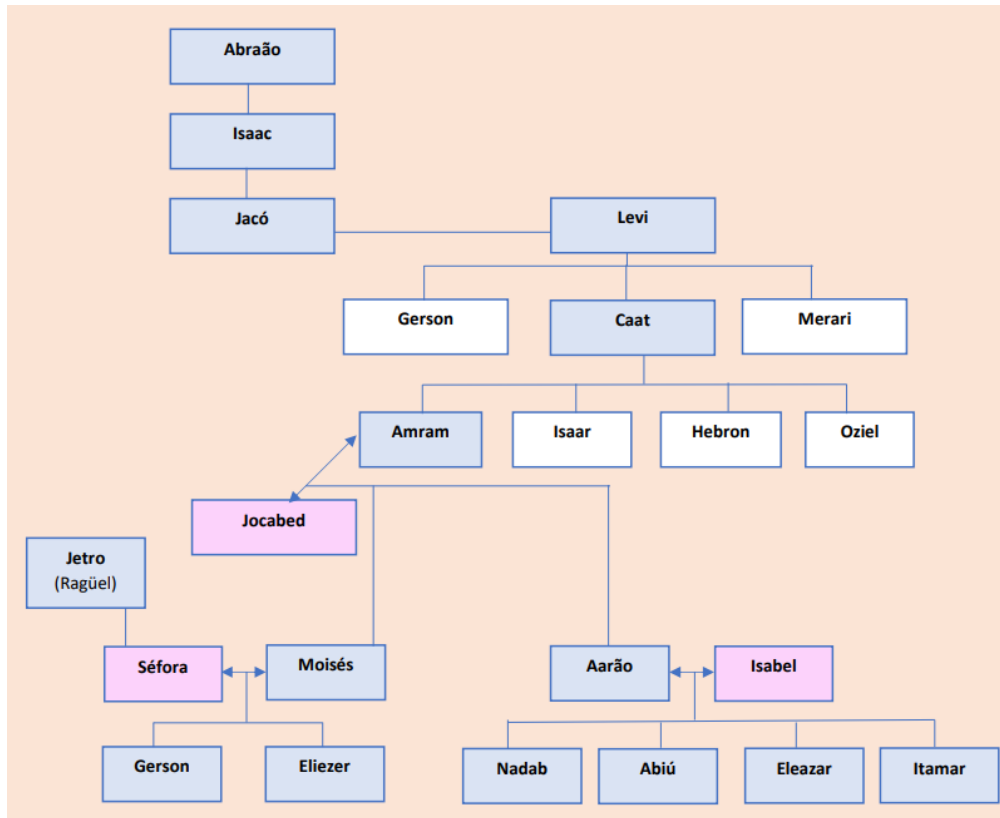 Abraão
Isaac
Jacó
Levi
Gerson
Caat
Merari
Amram
Isaar
Hebron
Oziel
Jocabed
Jetro
(Ragüel)
Séfora
Moisés
Aarão
Isabel
Gerson
Eliezer
Nadab
Abiú
Eleazar
Itamar